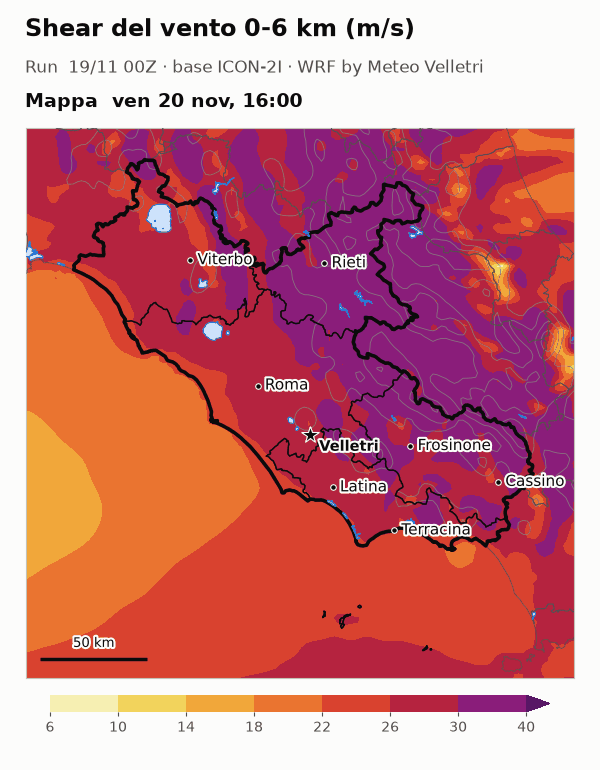 Shear del vento 0-6 km (m/s)
Run  19/11 00Z · base ICON-2I · WRF by Meteo Velletri
Mappa  ven 20 nov, 16:00
Viterbo
Rieti
Roma
Velletri
Frosinone
Latina
Cassino
Terracina
50 km
6 10 14 18 22 26 30 40